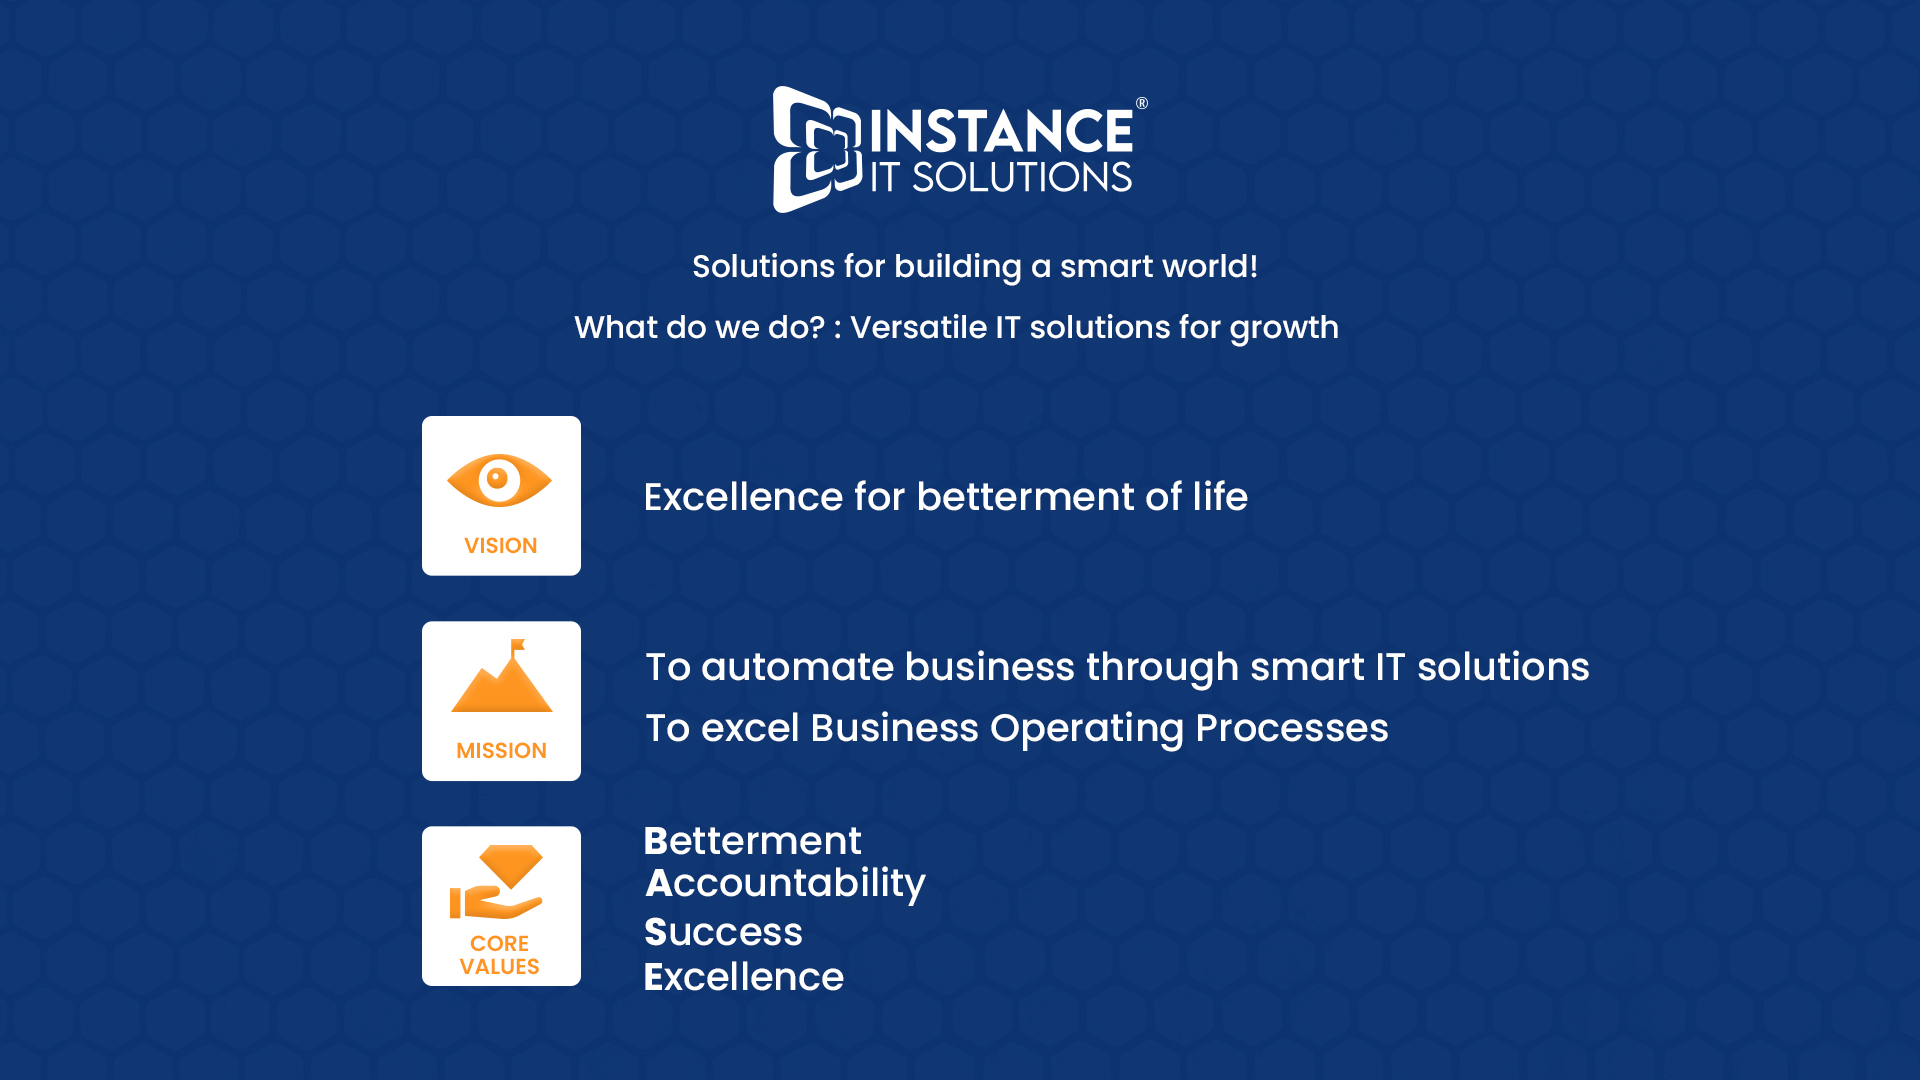 INSTANCE®
IT SOLUTIONS
Solutions for building a smart world!
What do we do? : Versatile IT solutions for growth
VISION
Excellence for betterment of life
MISSION
To automate business through smart IT solutions
To excel Business Operating Processes
CORE
VALUES
Betterment
Accountability
Success
Excellence